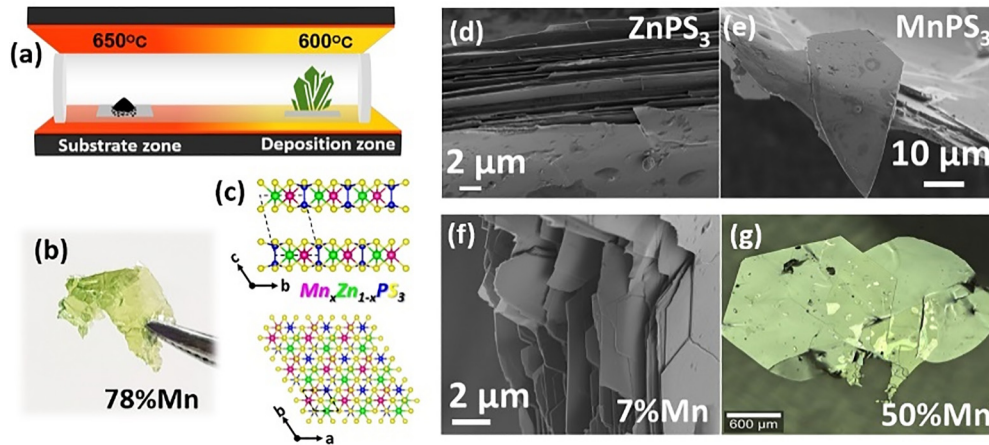 (a)
650°C
600°C
Substrate zone
Deposition zone
(b)
78%Mn
(c)
c
b
MnₓZn₁₋ₓPS₃
b
a
(d)
ZnPS₃
2 μm
(e)
MnPS₃
10 μm
(f)
2 μm
7%Mn
(g)
600 μm
50%Mn